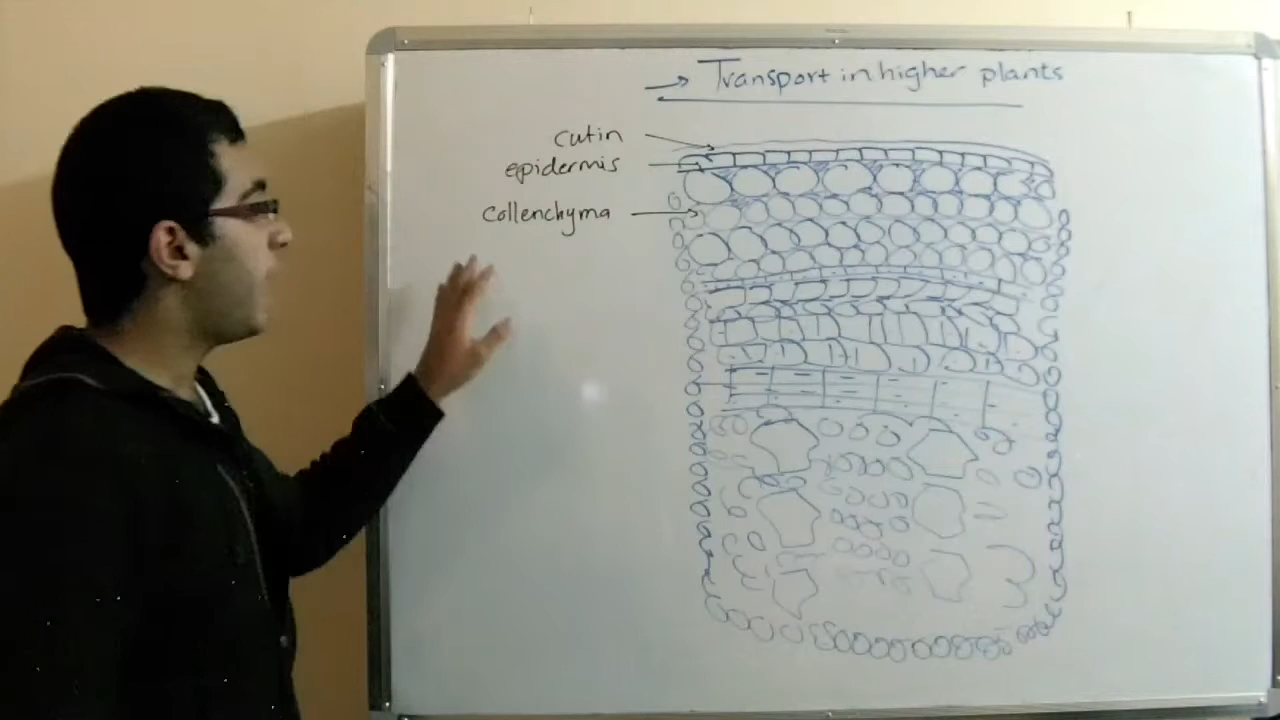 → Transport in higher plants
cutin
epidermis
collenchyma